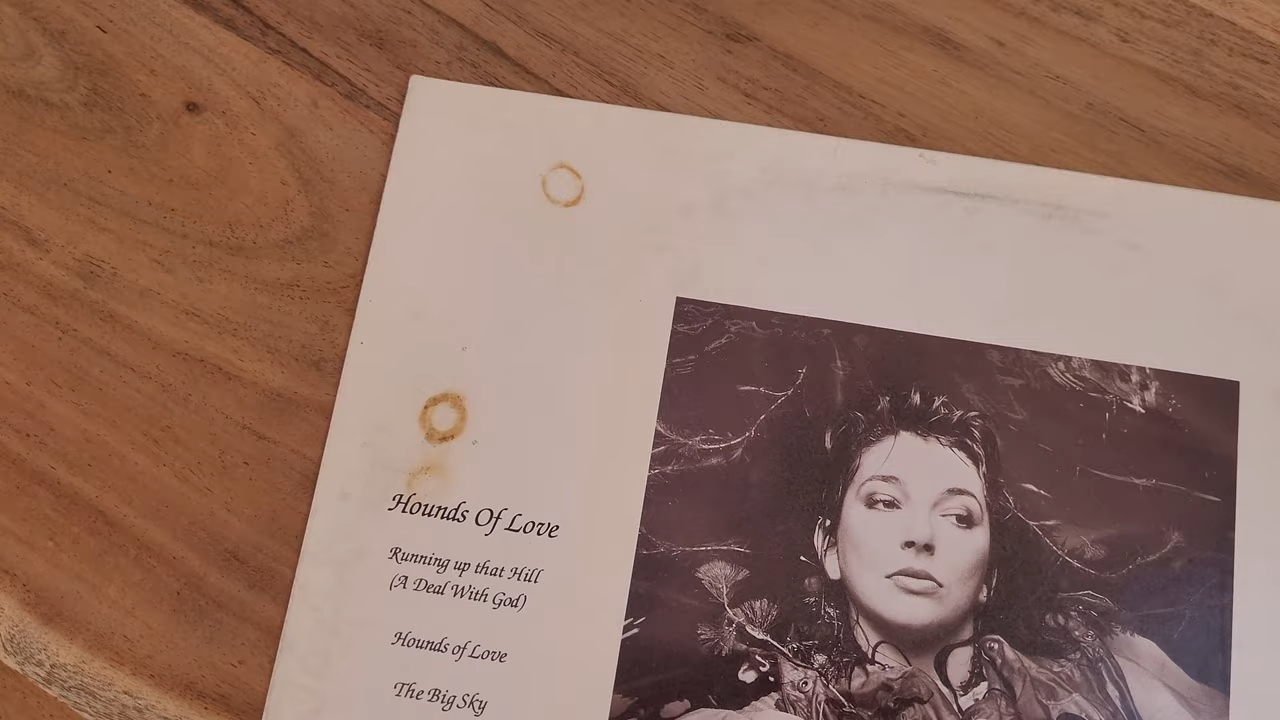 Hounds Of Love
Running up that Hill
(A Deal With God)
Hounds of Love
The Big Sky